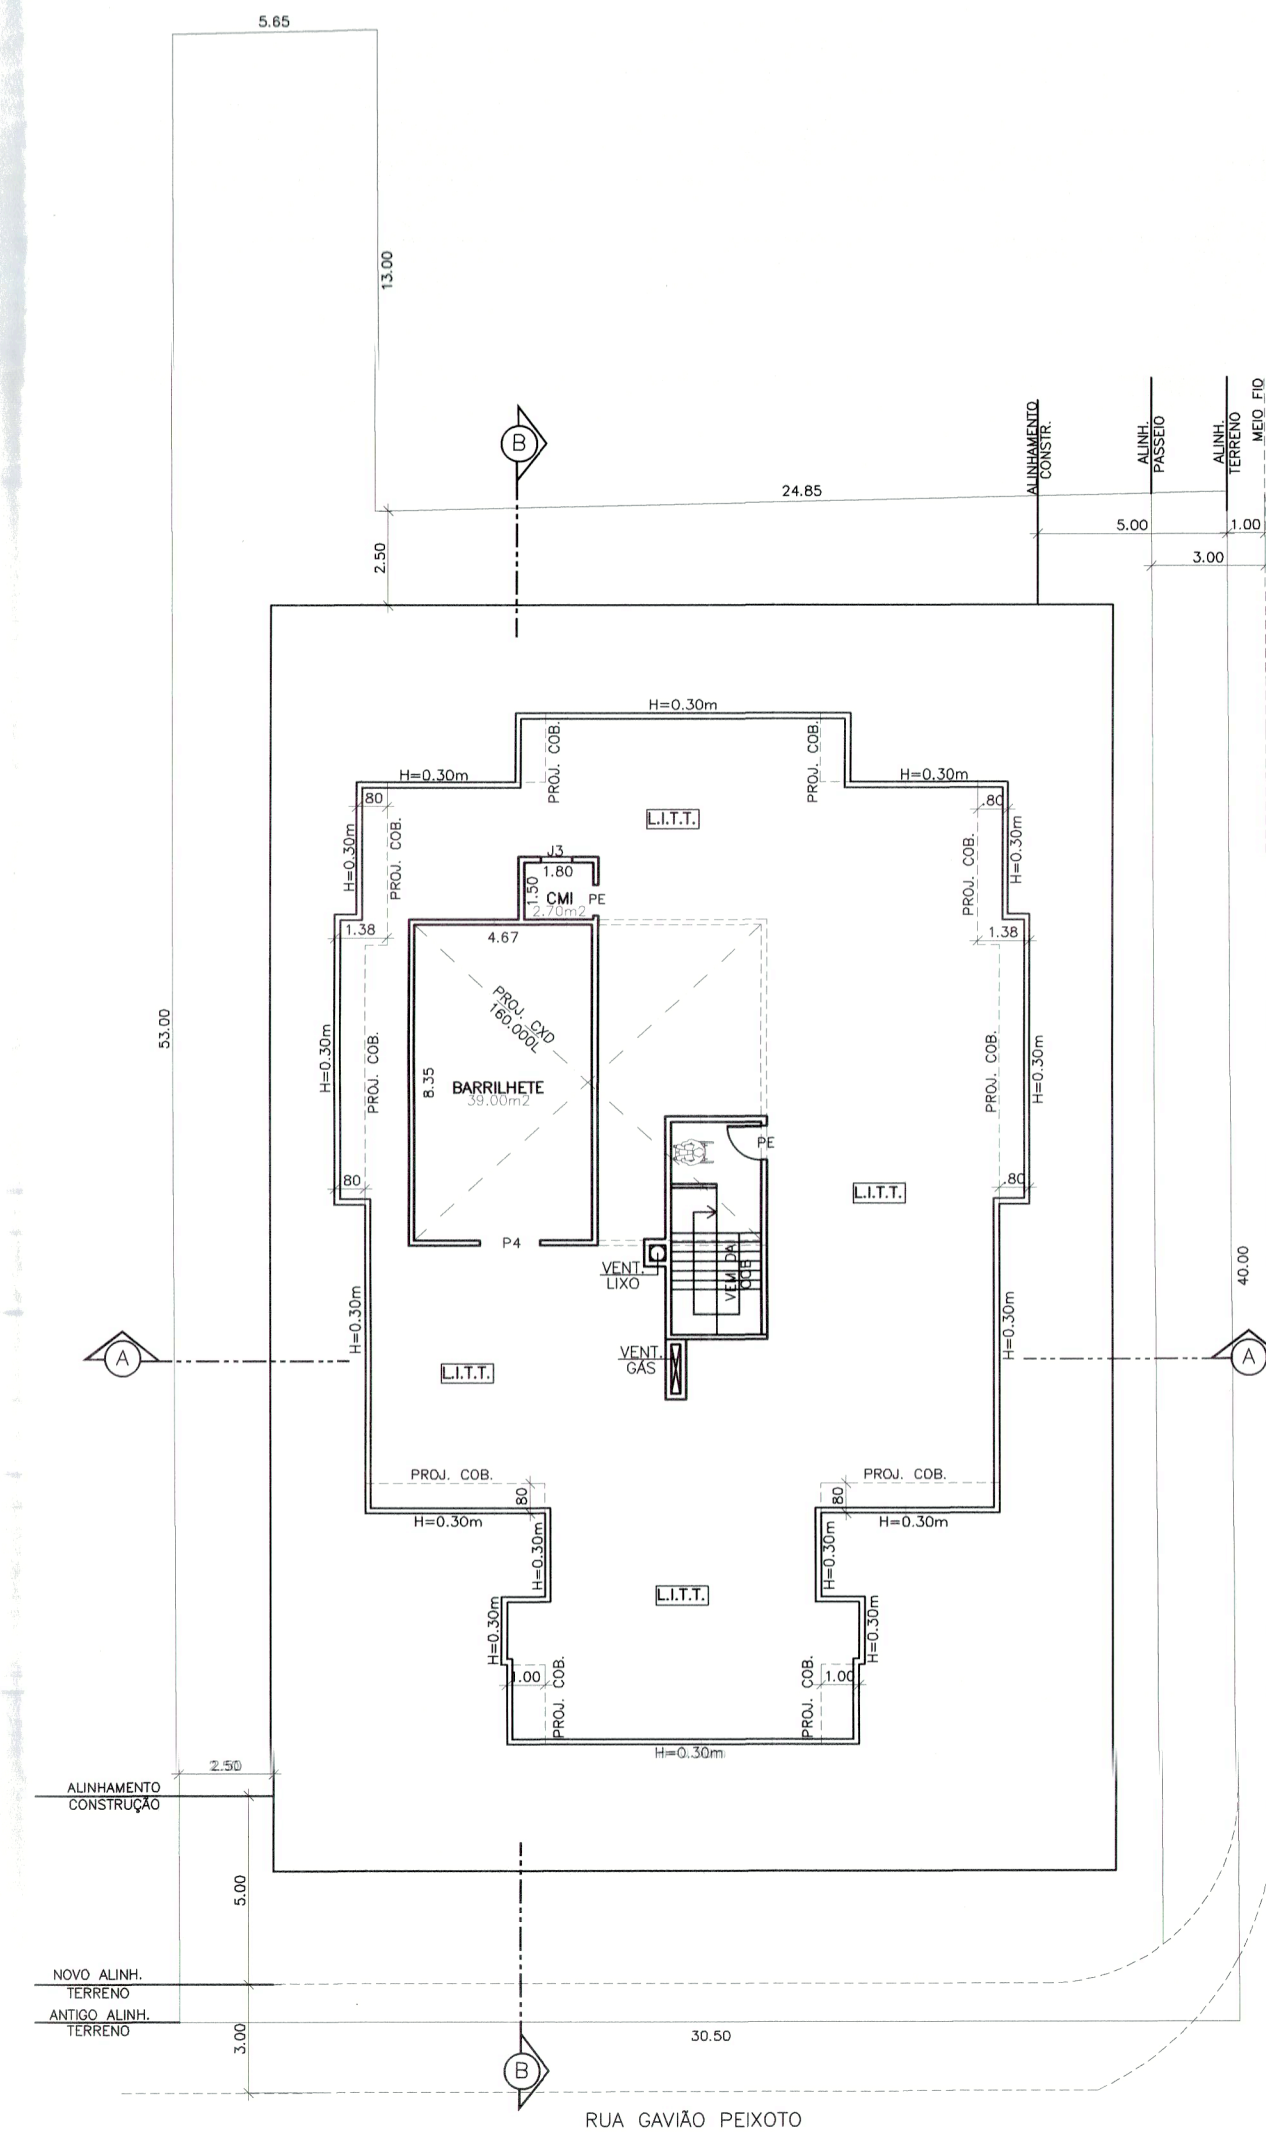 5.65
13.00
B
24.85
ALINHAMENTO
CONSTR.
ALINH.
PASSEIO
ALINH.
TERRENO
MEIO FIO
5.00
1.00
3.00
2.50
H=0.30m
PROJ. COB.
PROJ. COB.
H=0.30m
H=0.30m
80
.80
L.I.T.T.
H=0.30m
PROJ. COB.
PROJ. COB.
H=0.30m
J3
1.80
1.50
CMI
PE
2.70m2
1.38
4.67
1.38
53.00
PROJ. CXD
160.000L
H=0.30m
PROJ. COB.
8.35
BARRILHETE
39.00m2
PROJ. COB.
H=0.30m
PE
80
.80
L.I.T.T.
P4
VENT.
LIXO
VEM DA
COB.
40.00
H=0.30m
H=0.30m
A
VENT.
GÁS
A
L.I.T.T.
PROJ. COB.
PROJ. COB.
80
80
H=0.30m
H=0.30m
H=0.30m
H=0.30m
L.I.T.T.
H=0.30m
H=0.30m
1.00
PROJ. COB.
PROJ. COB.
1.00
H=0.30m
2.50
ALINHAMENTO
CONSTRUÇÃO
5.00
NOVO ALINH.
TERRENO
ANTIGO ALINH.
TERRENO
3.00
30.50
B
RUA GAVIÃO PEIXOTO